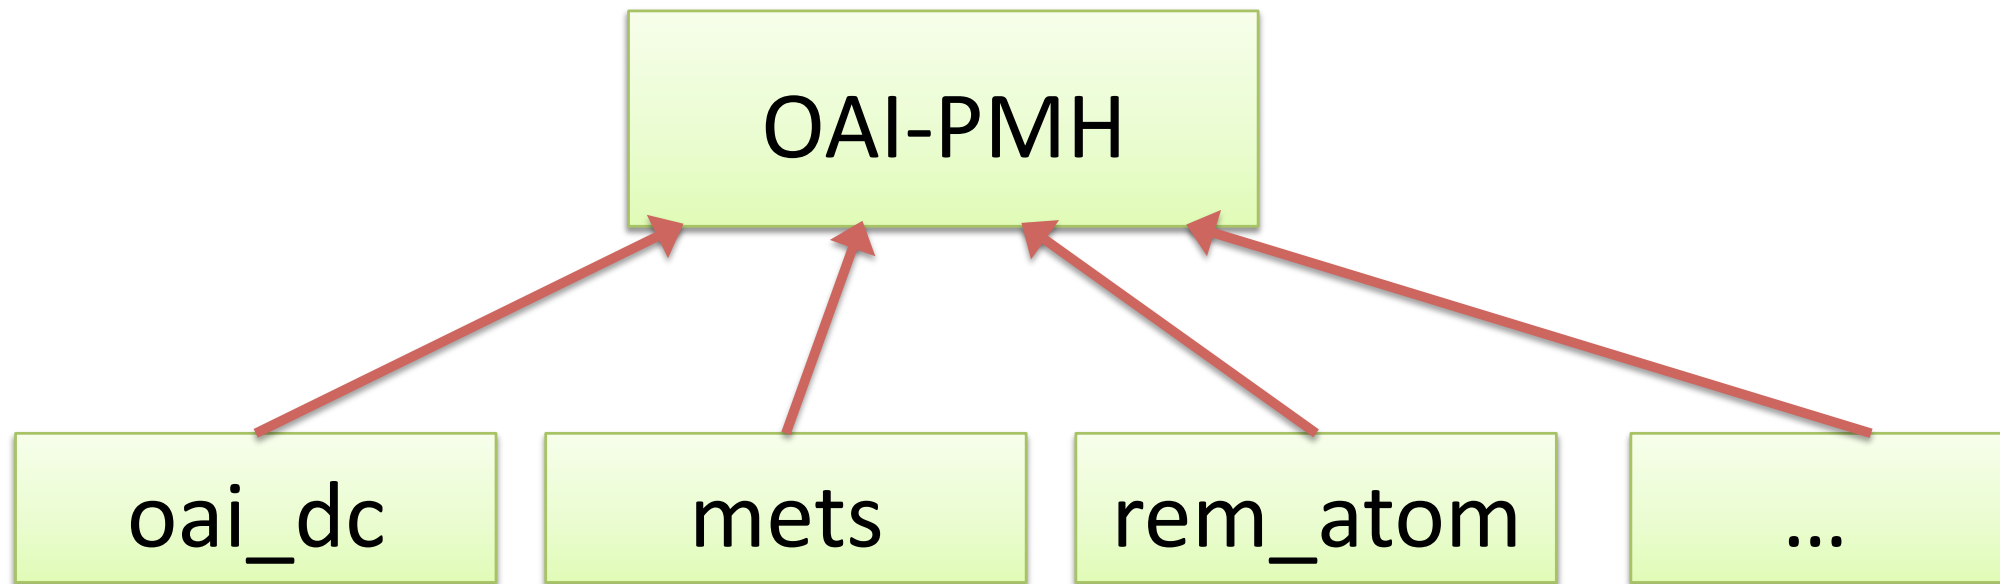 OAI-PMH
oai_dc
mets
rem_atom
...